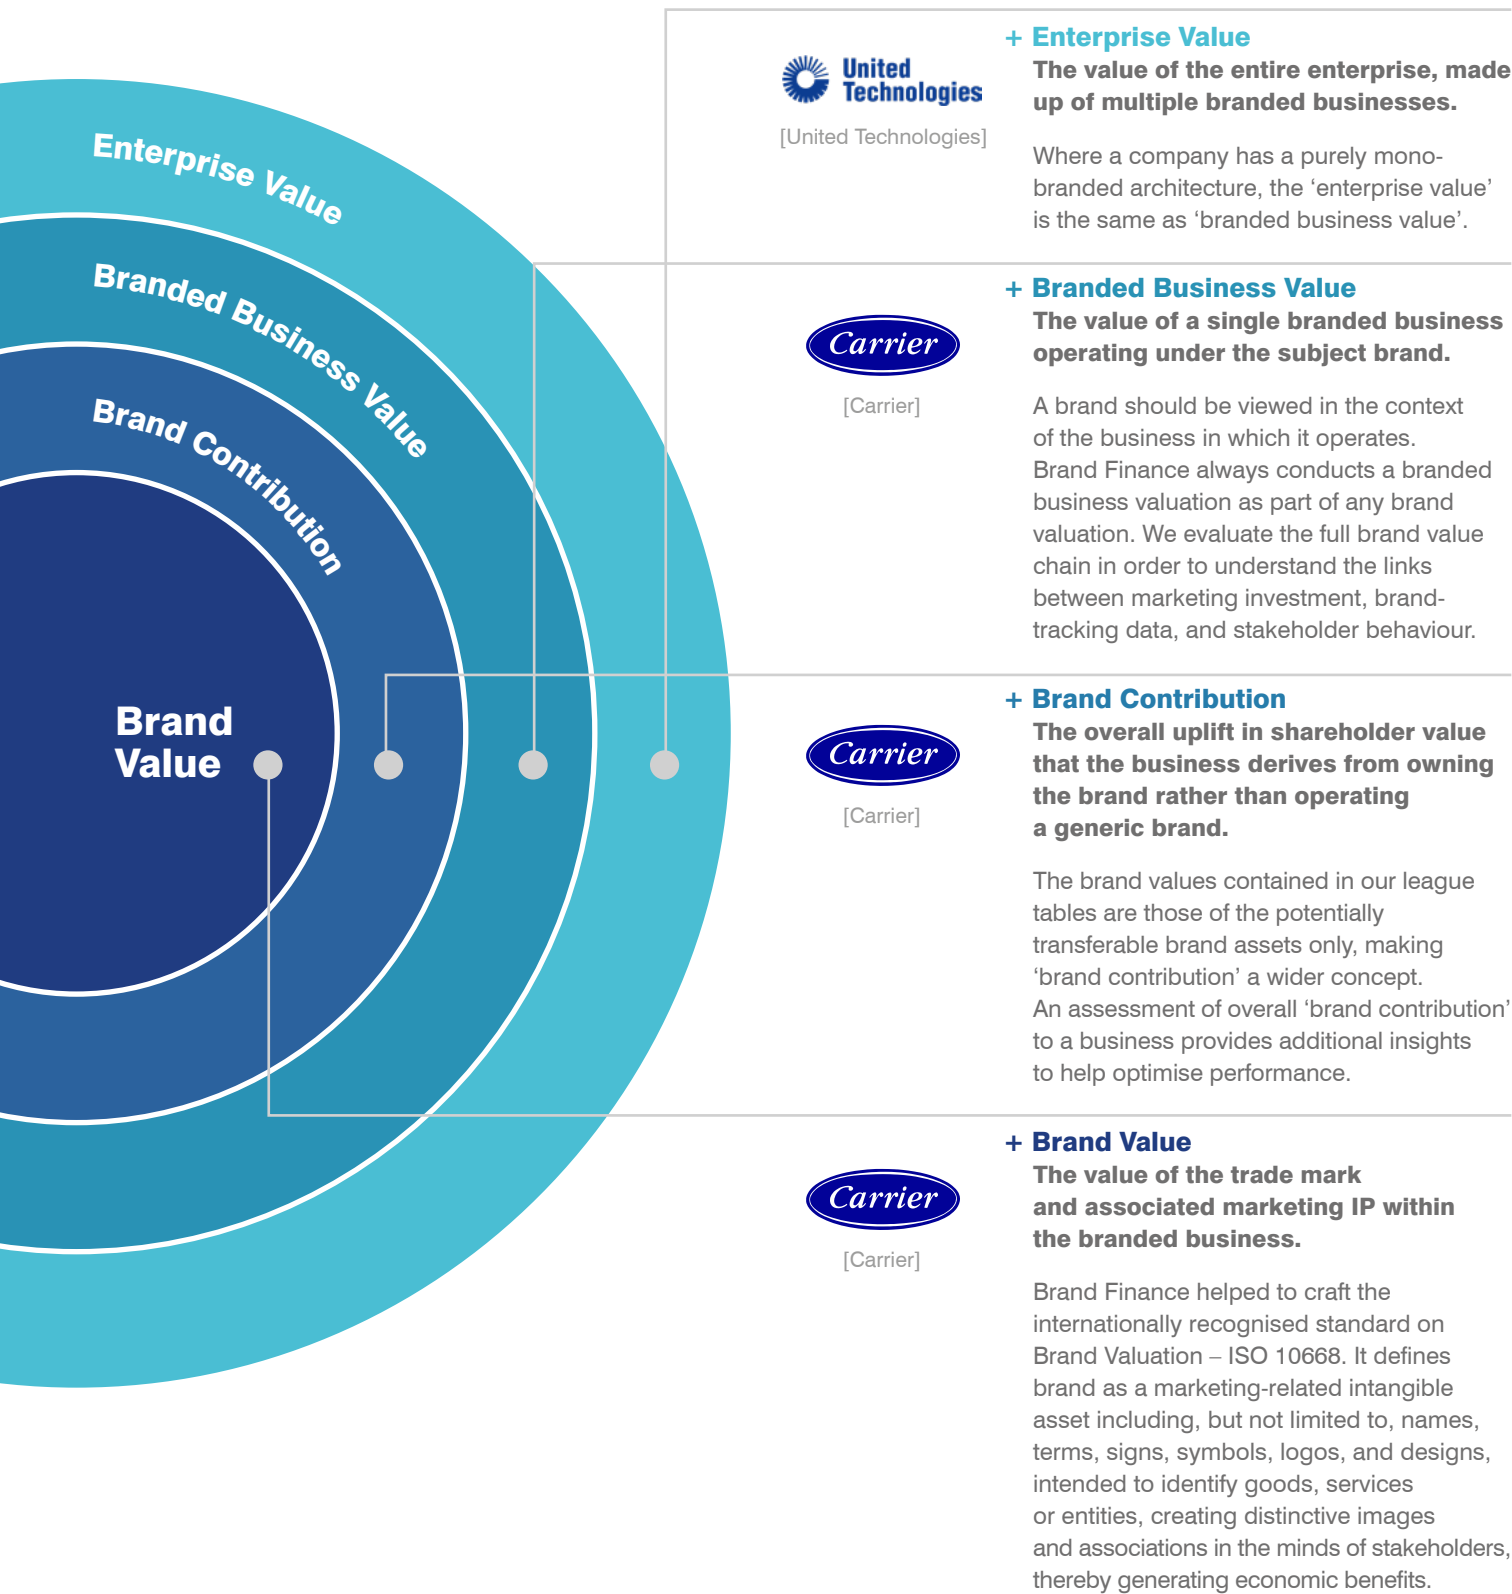 Enterprise Value
Branded Business Value
Brand Contribution
Brand
Value
United
Technologies
[United Technologies]
+ Enterprise Value
The value of the entire enterprise, made
up of multiple branded businesses.
Where a company has a purely mono-
branded architecture, the ‘enterprise value’
is the same as ‘branded business value’.
Carrier
[Carrier]
+ Branded Business Value
The value of a single branded business
operating under the subject brand.
A brand should be viewed in the context
of the business in which it operates.
Brand Finance always conducts a branded
business valuation as part of any brand
valuation. We evaluate the full brand value
chain in order to understand the links
between marketing investment, brand-
tracking data, and stakeholder behaviour.
Carrier
[Carrier]
+ Brand Contribution
The overall uplift in shareholder value
that the business derives from owning
the brand rather than operating
a generic brand.
The brand values contained in our league
tables are those of the potentially
transferable brand assets only, making
‘brand contribution’ a wider concept.
An assessment of overall ‘brand contribution’
to a business provides additional insights
to help optimise performance.
Carrier
[Carrier]
+ Brand Value
The value of the trade mark
and associated marketing IP within
the branded business.
Brand Finance helped to craft the
internationally recognised standard on
Brand Valuation – ISO 10668. It defines
brand as a marketing-related intangible
asset including, but not limited to, names,
terms, signs, symbols, logos, and designs,
intended to identify goods, services
or entities, creating distinctive images
and associations in the minds of stakeholders,
thereby generating economic benefits.